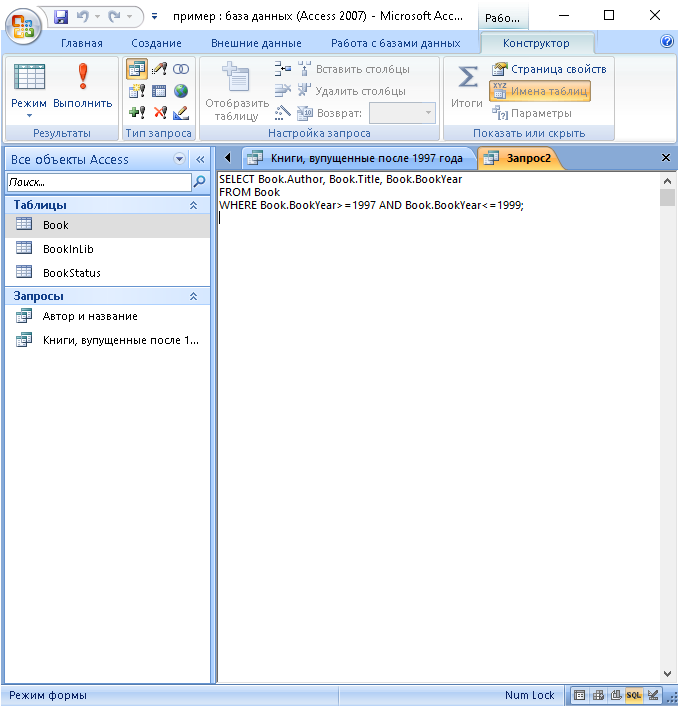 пример : база данных (Access 2007) - Microsoft Acc...
Рабо...
Главная
Создание
Внешние данные
Работа с базами данных
Конструктор
Режим
Выполнить
Результаты
Тип запроса
Отобразить таблицу
Вставить столбцы
Удалить столбцы
Возврат:
Настройка запроса
Итоги
Страница свойств
XYZ
Имена таблиц
Параметры
Показать или скрыть
Все объекты Access
Поиск...
Таблицы
Book
BookInLib
BookStatus
Запросы
Автор и название
Книги, вупущенные после 1...
Книги, вупущенные после 1997 года
Запрос2
SELECT Book.Author, Book.Title, Book.BookYear
FROM Book
WHERE Book.BookYear>=1997 AND Book.BookYear<=1999;
Режим формы
Num Lock
SQL